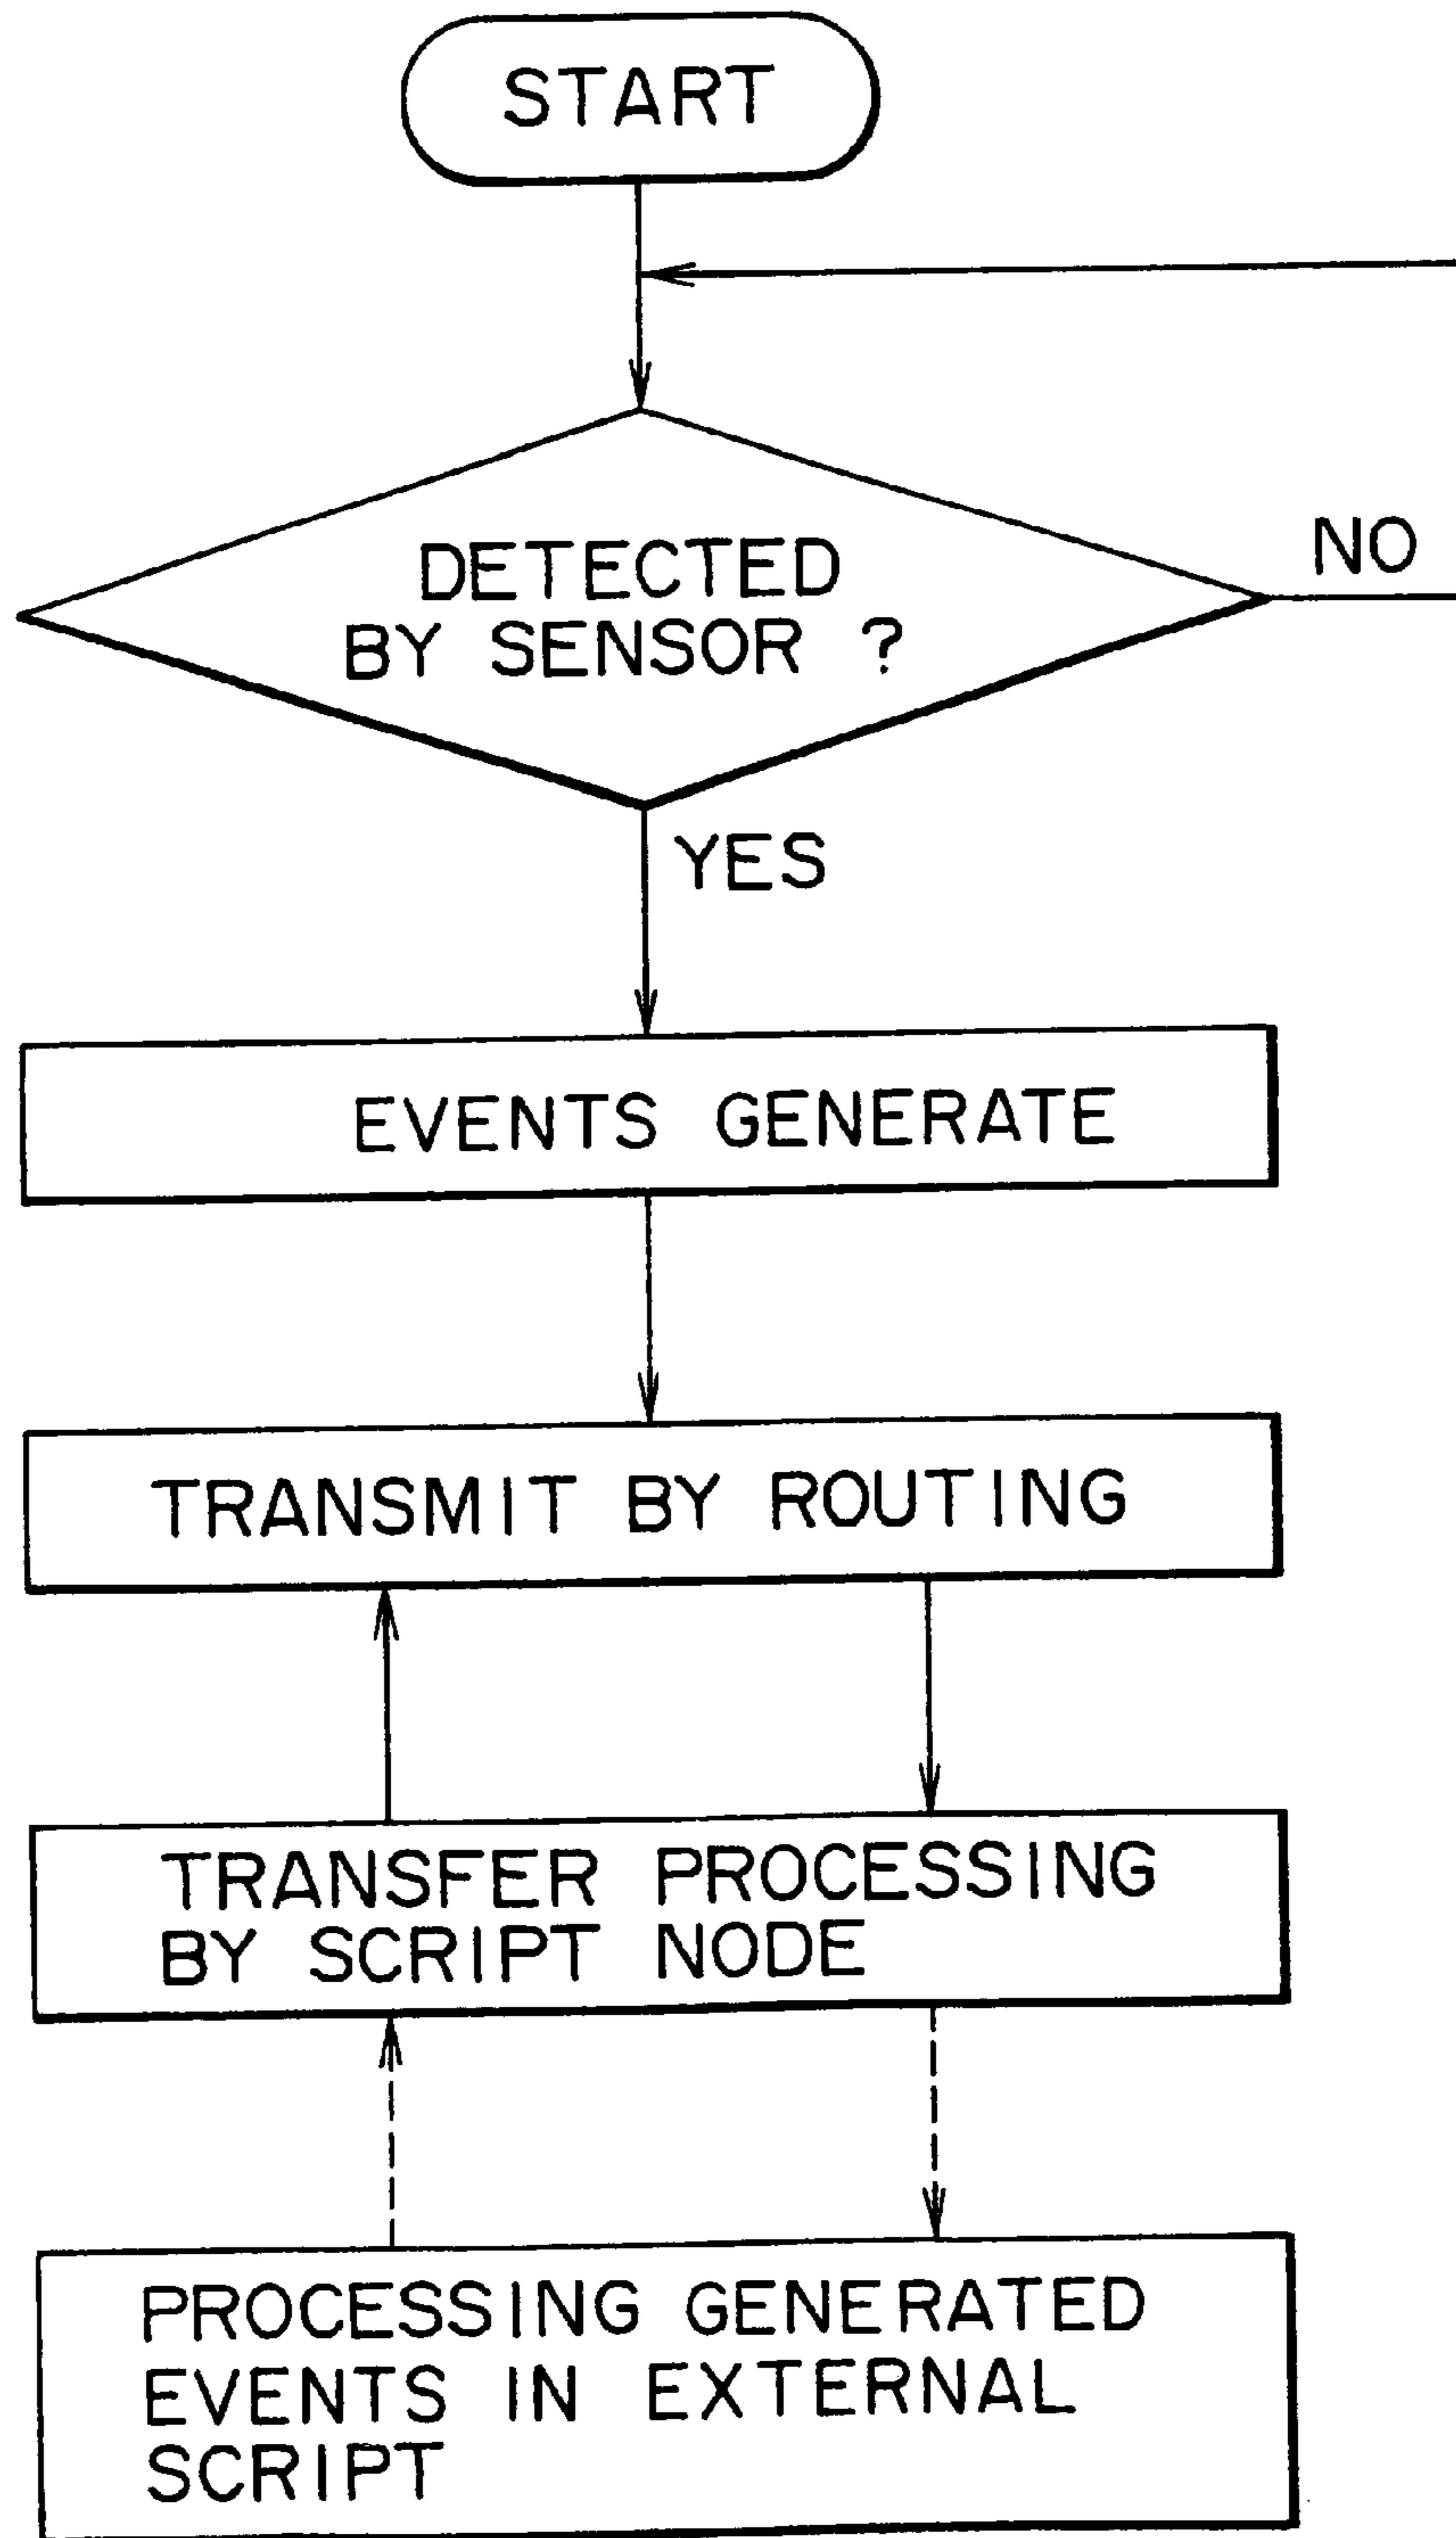 START
DETECTED
BY SENSOR ?
NO
YES
EVENTS GENERATE
TRANSMIT BY ROUTING
TRANSFER PROCESSING
BY SCRIPT NODE
PROCESSING GENERATED
EVENTS IN EXTERNAL
SCRIPT